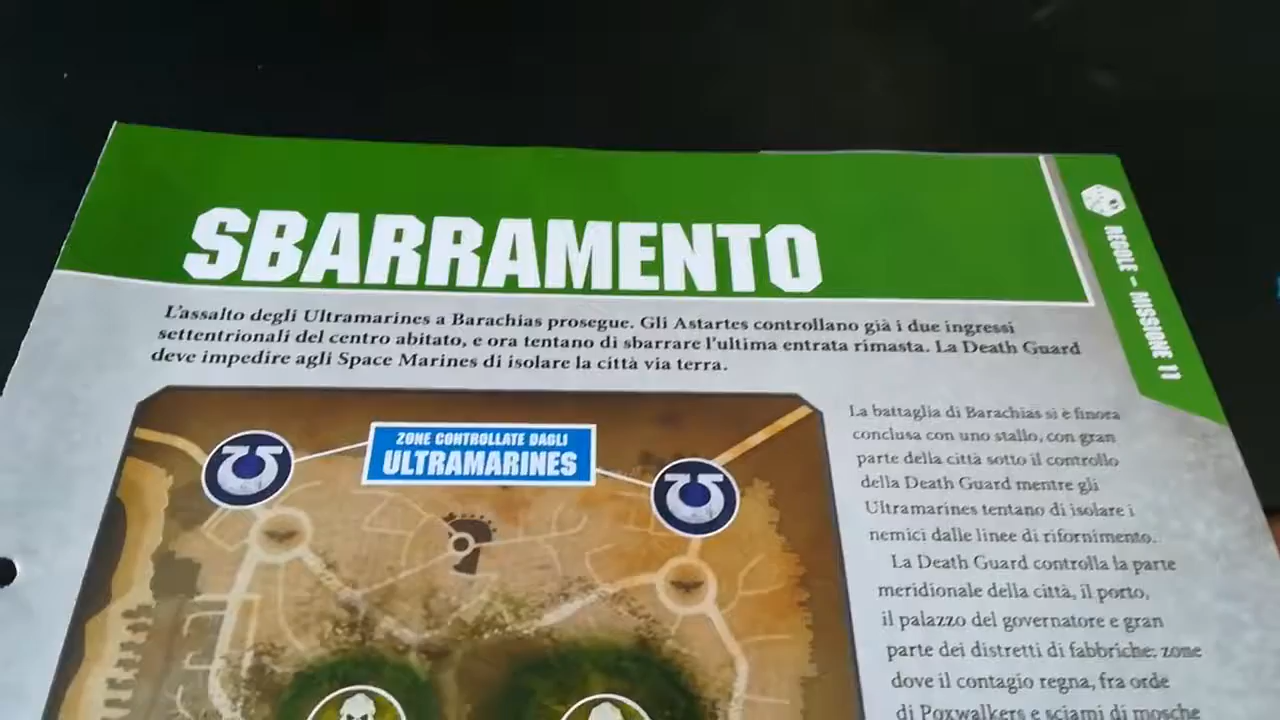 SBARRAMENTO
L'assalto degli Ultramarines a Barachias prosegue. Gli Astartes controllano già i due ingressi
settentrionali del centro abitato, e ora tentano di sbarrare l'ultima entrata rimasta. La Death Guard
deve impedire agli Space Marines di isolare la città via terra.
REGOLE – MISSIONE 11
ZONE CONTROLLATE DAGLI
ULTRAMARINES
La battaglia di Barachias si è finora
conclusa con uno stallo, con gran
parte della città sotto il controllo
della Death Guard mentre gli
Ultramarines tentano di isolare i
nemici dalle linee di rifornimento.
La Death Guard controlla la parte
meridionale della città, il porto,
il palazzo del governatore e gran
parte dei distretti di fabbriche: zone
dove il contagio regna, fra orde
di Poxwalkers e sciami di mosche